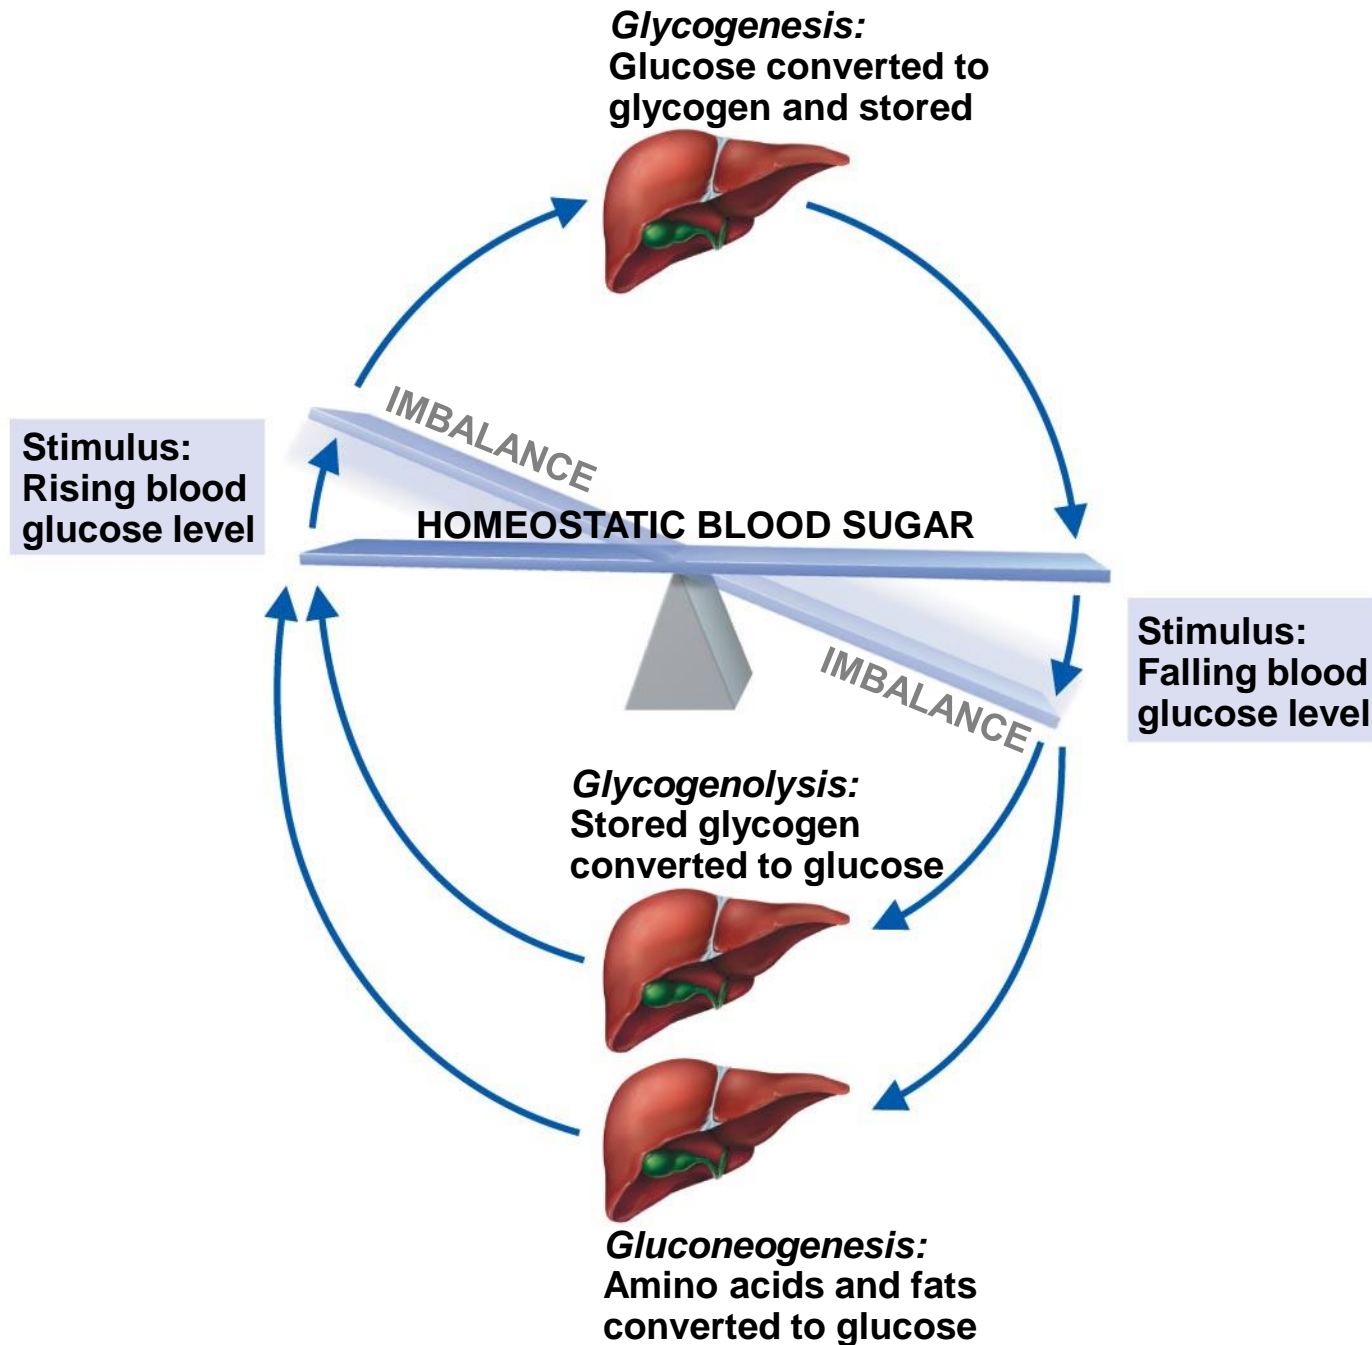 Glycogenesis:
Glucose converted to
glycogen and stored
IMBALANCE
Stimulus:
Rising blood
glucose level
HOMEOSTATIC BLOOD SUGAR
Stimulus:
Falling blood
glucose level
IMBALANCE
Glycogenolysis:
Stored glycogen
converted to glucose
Gluconeogenesis:
Amino acids and fats
converted to glucose